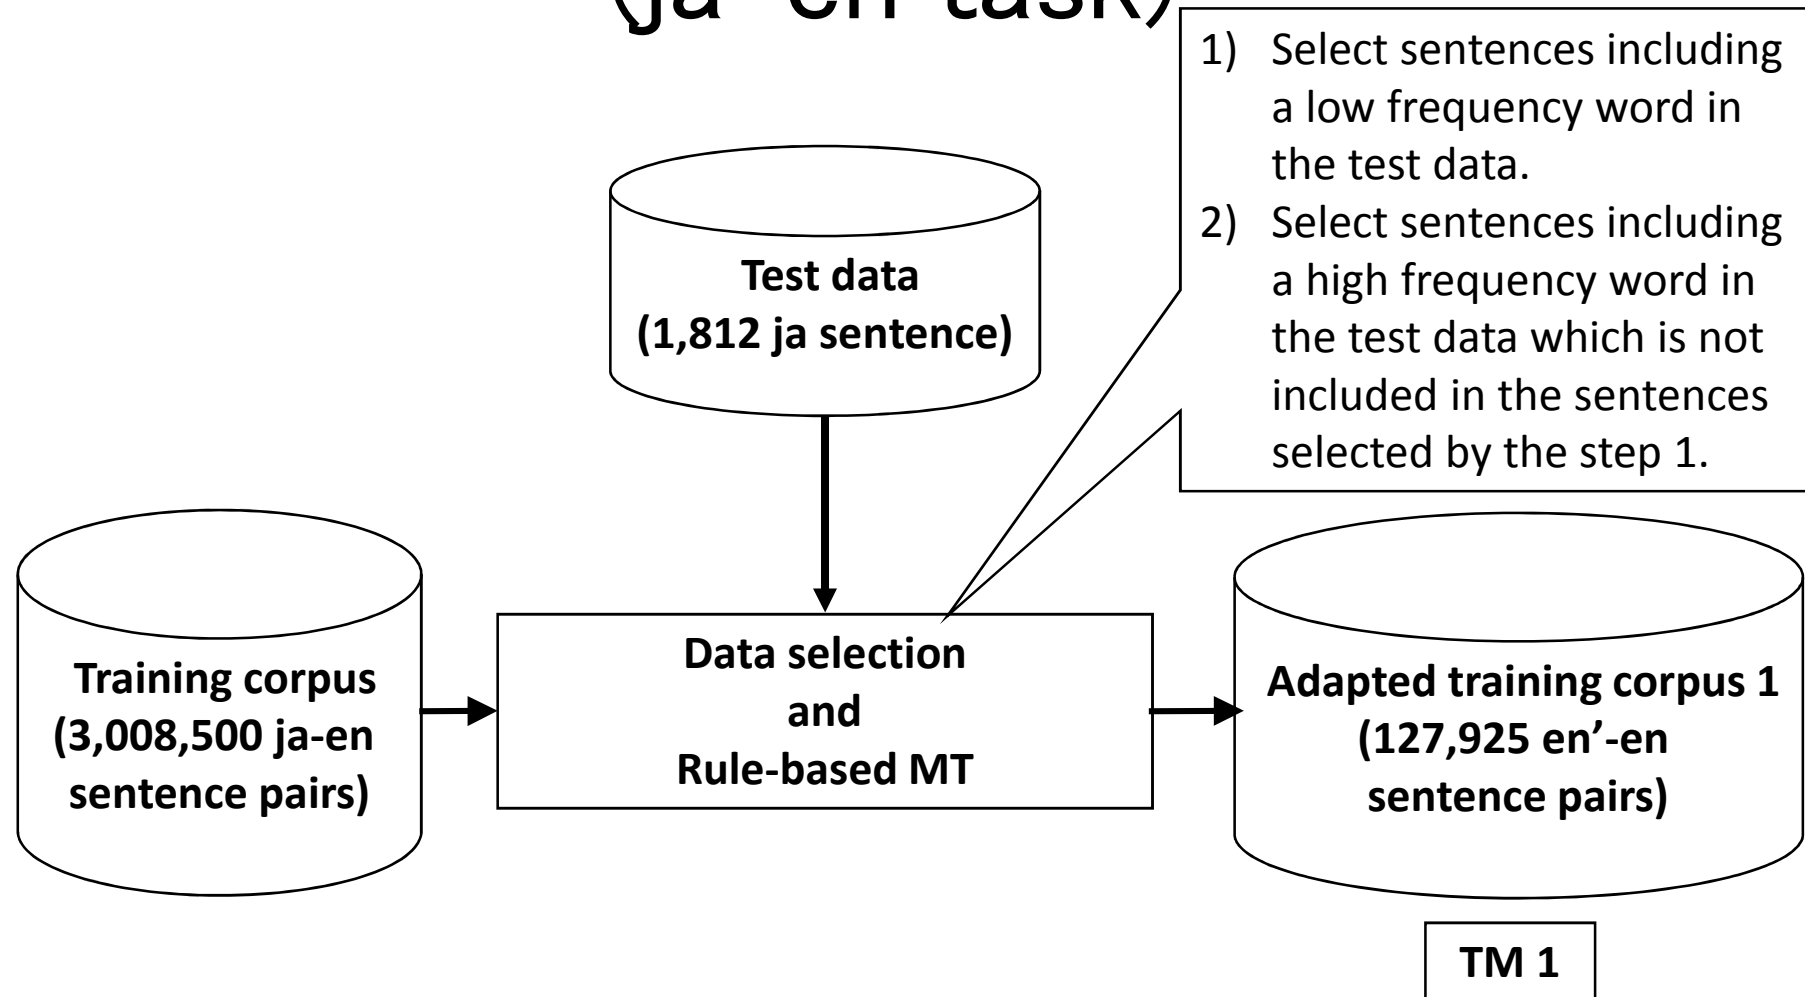 (ja-en task)
1) Select sentences including
a low frequency word in
the test data.
2) Select sentences including
a high frequency word in
the test data which is not
included in the sentences
selected by the step 1.
Test data
(1,812 ja sentence)
Training corpus
(3,008,500 ja-en
sentence pairs)
Data selection
and
Rule-based MT
Adapted training corpus 1
(127,925 en’-en
sentence pairs)
TM 1